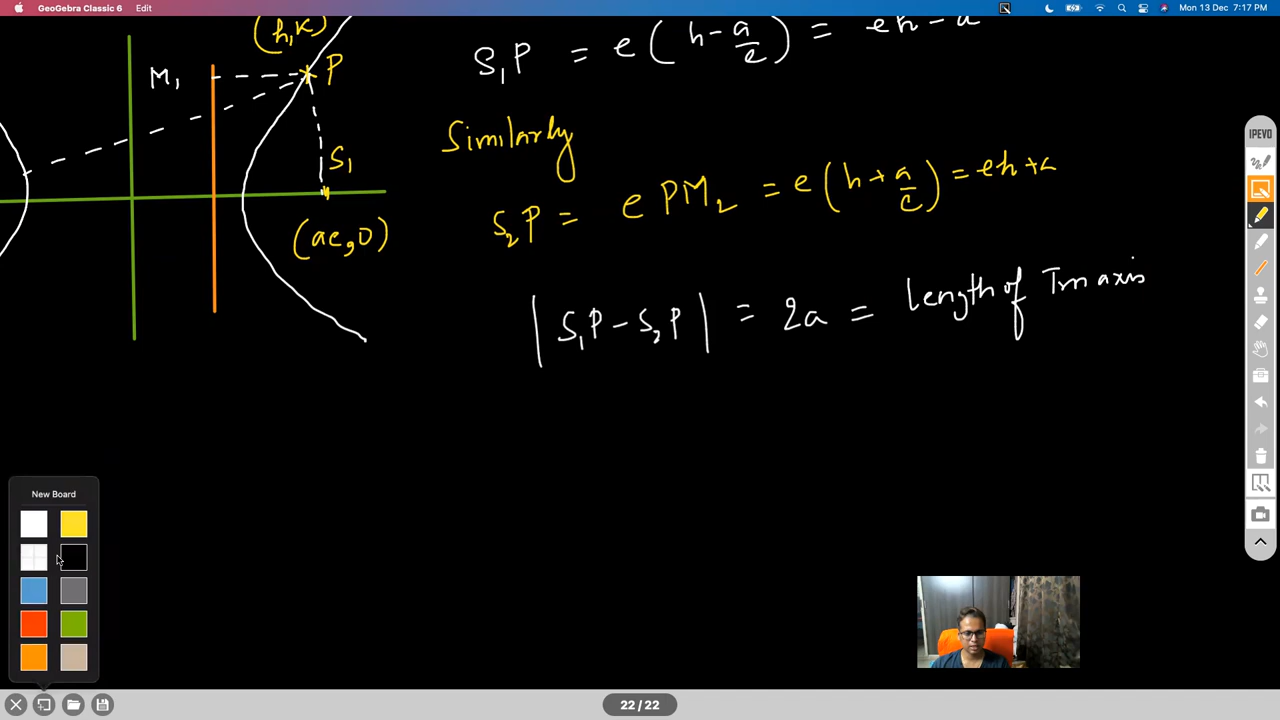 GeoGebra Classic 6 Edit Mon 13 Dec 7:17 PM
(h,k)
S₁P = e(h-a/e) = eh - a
M₁ P
Similarly
S₁
S₂P = e PM₂ = e(h+a/e) = eh+a
(ae,0)
|S₁P-S₂P| = 2a = length of Trn axis
IPEVO
New Board
22/22